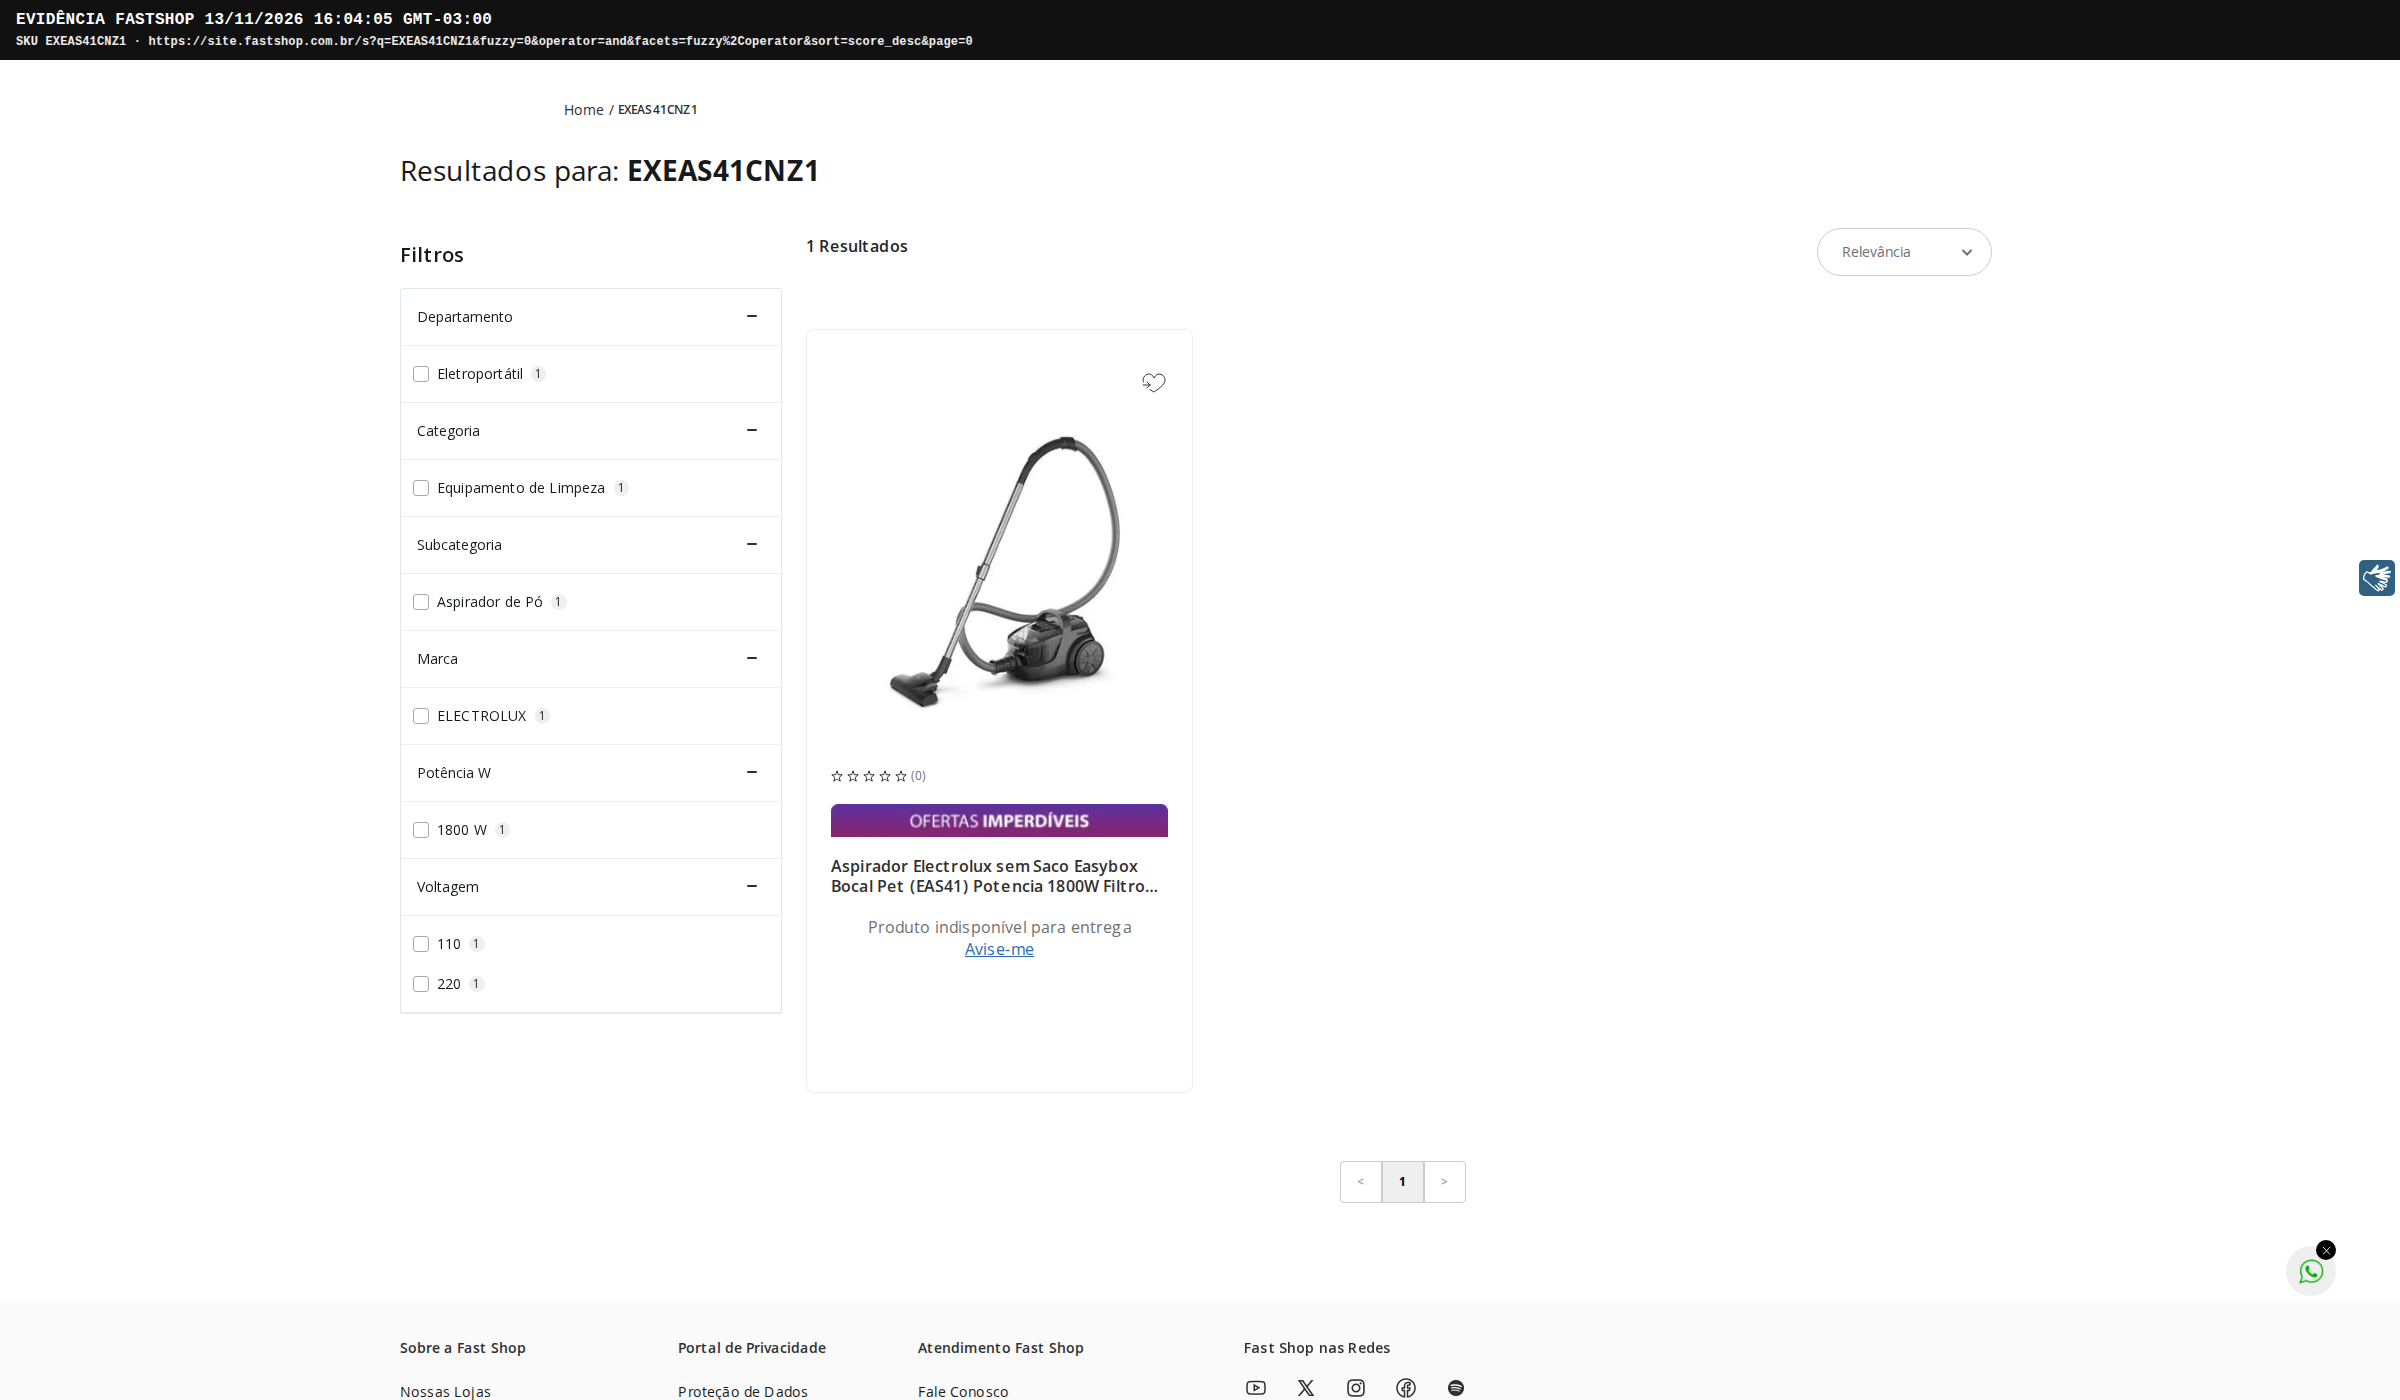 EVIDÊNCIA FASTSHOP 13/11/2026 16:04:05 GMT-03:00
SKU EXEAS41CNZ1 · https://site.fastshop.com.br/s?q=EXEAS41CNZ1&fuzzy=0&operator=and&facets=fuzzy%2Coperator&sort=score_desc&page=0
Home / EXEAS41CNZ1
Resultados para: EXEAS41CNZ1
Filtros
Departamento
Eletroportátil 1
Categoria
Equipamento de Limpeza 1
Subcategoria
Aspirador de Pó 1
Marca
ELECTROLUX 1
Potência W
1800 W 1
Voltagem
110 1
220 1
1 Resultados
Relevância
(0)
OFERTAS IMPERDÍVEIS
Aspirador Electrolux sem Saco Easybox
Bocal Pet (EAS41) Potencia 1800W Filtro...
Produto indisponível para entrega
Avise-me
< 1 >
Sobre a Fast Shop
Nossas Lojas
Portal de Privacidade
Proteção de Dados
Atendimento Fast Shop
Fale Conosco
Fast Shop nas Redes